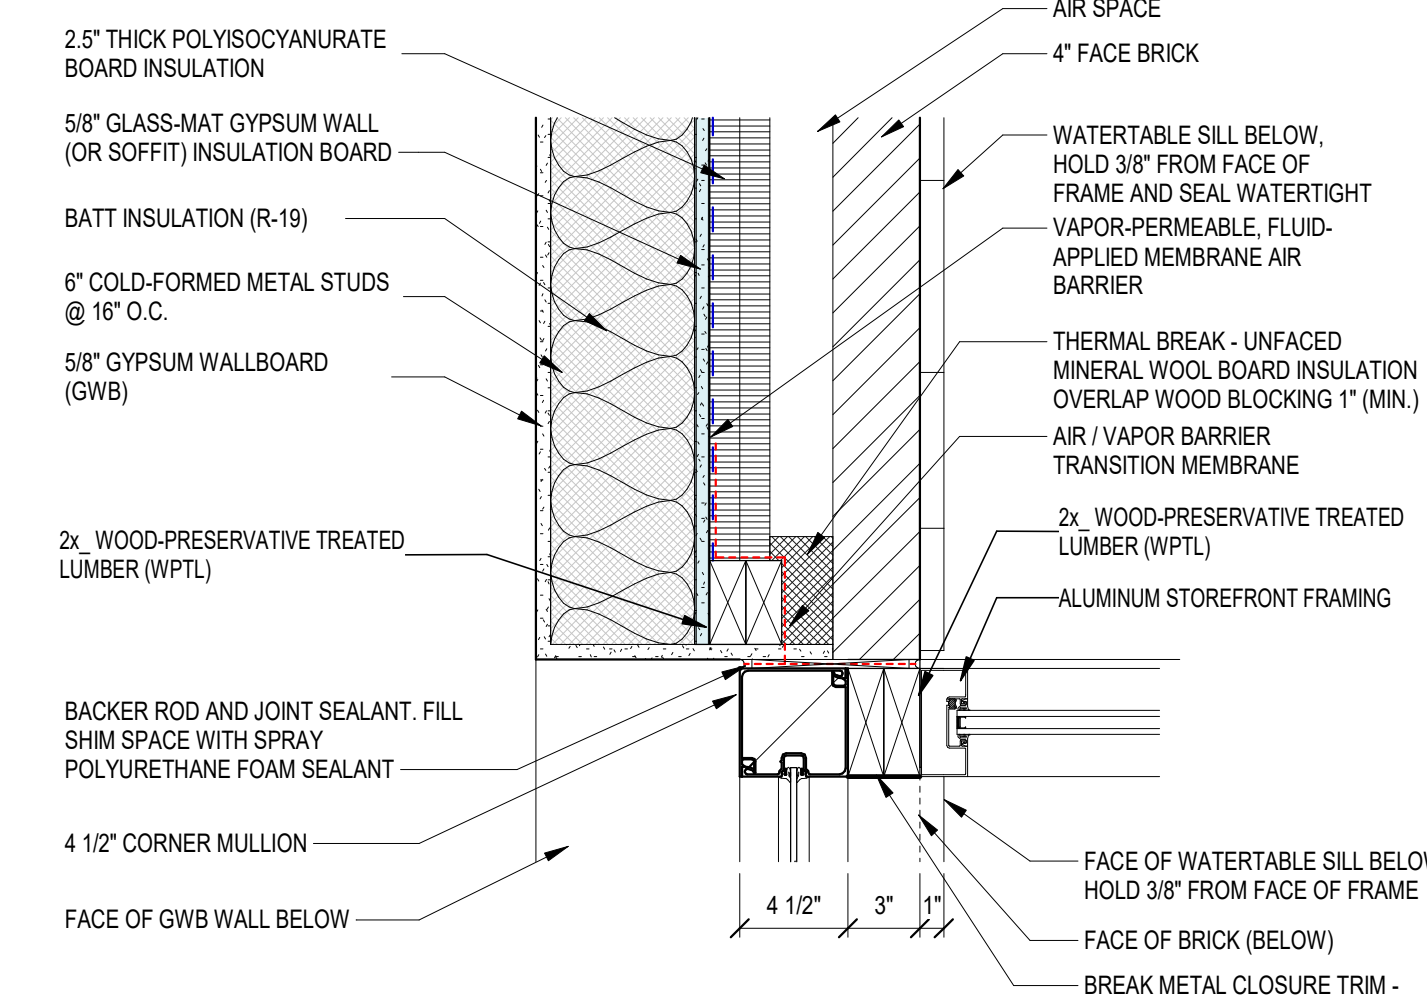 2.5" THICK POLYISOCYANURATE
BOARD INSULATION
5/8" GLASS-MAT GYPSUM WALL
(OR SOFFIT) INSULATION BOARD
BATT INSULATION (R-19)
6" COLD-FORMED METAL STUDS
@ 16" O.C.
5/8" GYPSUM WALLBOARD
(GWB)
2x_ WOOD-PRESERVATIVE TREATED
LUMBER (WPTL)
BACKER ROD AND JOINT SEALANT. FILL
SHIM SPACE WITH SPRAY
POLYURETHANE FOAM SEALANT
4 1/2" CORNER MULLION
FACE OF GWB WALL BELOW
AIR SPACE
4" FACE BRICK
WATERTABLE SILL BELOW,
HOLD 3/8" FROM FACE OF
FRAME AND SEAL WATERTIGHT
VAPOR-PERMEABLE, FLUID-
APPLIED MEMBRANE AIR
BARRIER
THERMAL BREAK - UNFACED
MINERAL WOOL BOARD INSULATION
OVERLAP WOOD BLOCKING 1" (MIN.)
AIR / VAPOR BARRIER
TRANSITION MEMBRANE
2x_ WOOD-PRESERVATIVE TREATED
LUMBER (WPTL)
ALUMINUM STOREFRONT FRAMING
4 1/2" 3" 1"
FACE OF WATERTABLE SILL BELOW
HOLD 3/8" FROM FACE OF FRAME
FACE OF BRICK (BELOW)
BREAK METAL CLOSURE TRIM -